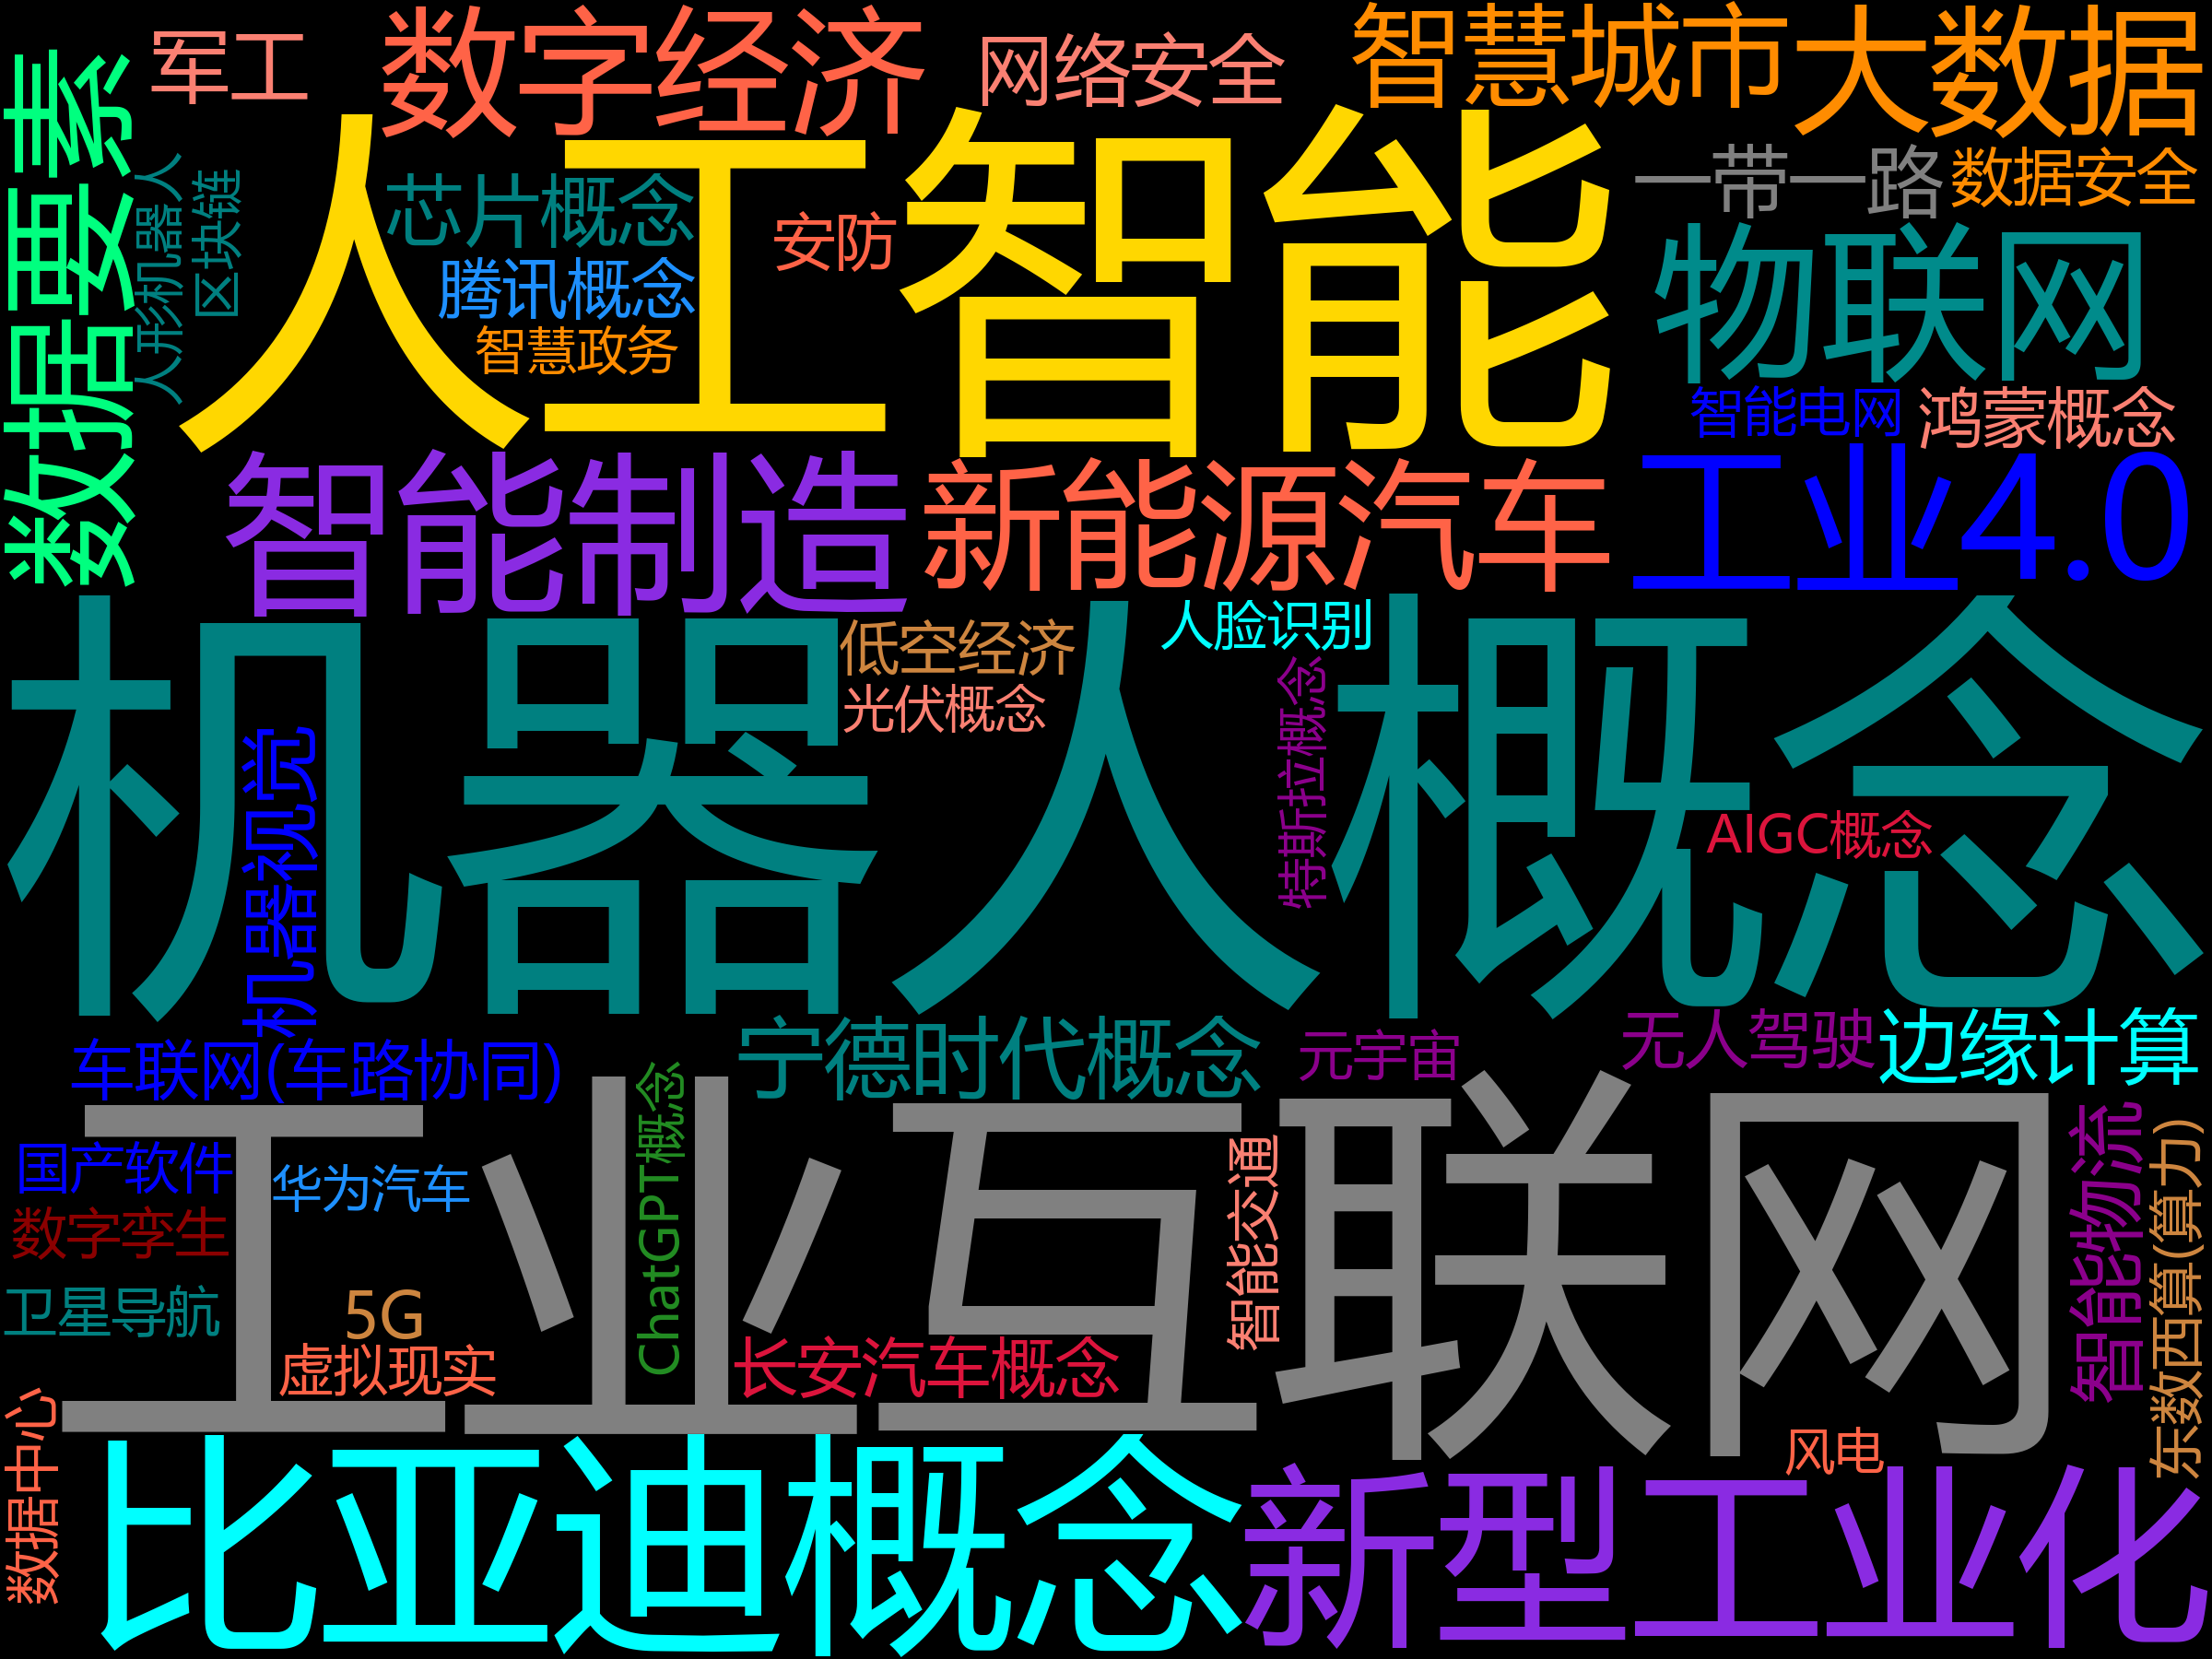 军工
数字经济
网络安全
智慧城市
大数据
数据要素
人形机器人
区块链
人工智能
芯片概念
安防
腾讯概念
智慧政务
一带一路
数据安全
物联网
智能电网
鸿蒙概念
智能制造
新能源汽车
工业4.0
机器人概念
低空经济
光伏概念
人脸识别
特斯拉概念
AIGC概念
机器视觉
车联网(车路协同)
宁德时代概念
元宇宙
无人驾驶
边缘计算
工业互联网
国产软件
华为汽车
数字孪生
卫星导航
5G
虚拟现实
ChatGPT概念
长安汽车概念
智能交通
智能物流
东数西算(算力)
风电
数据中心
比亚迪概念
新型工业化